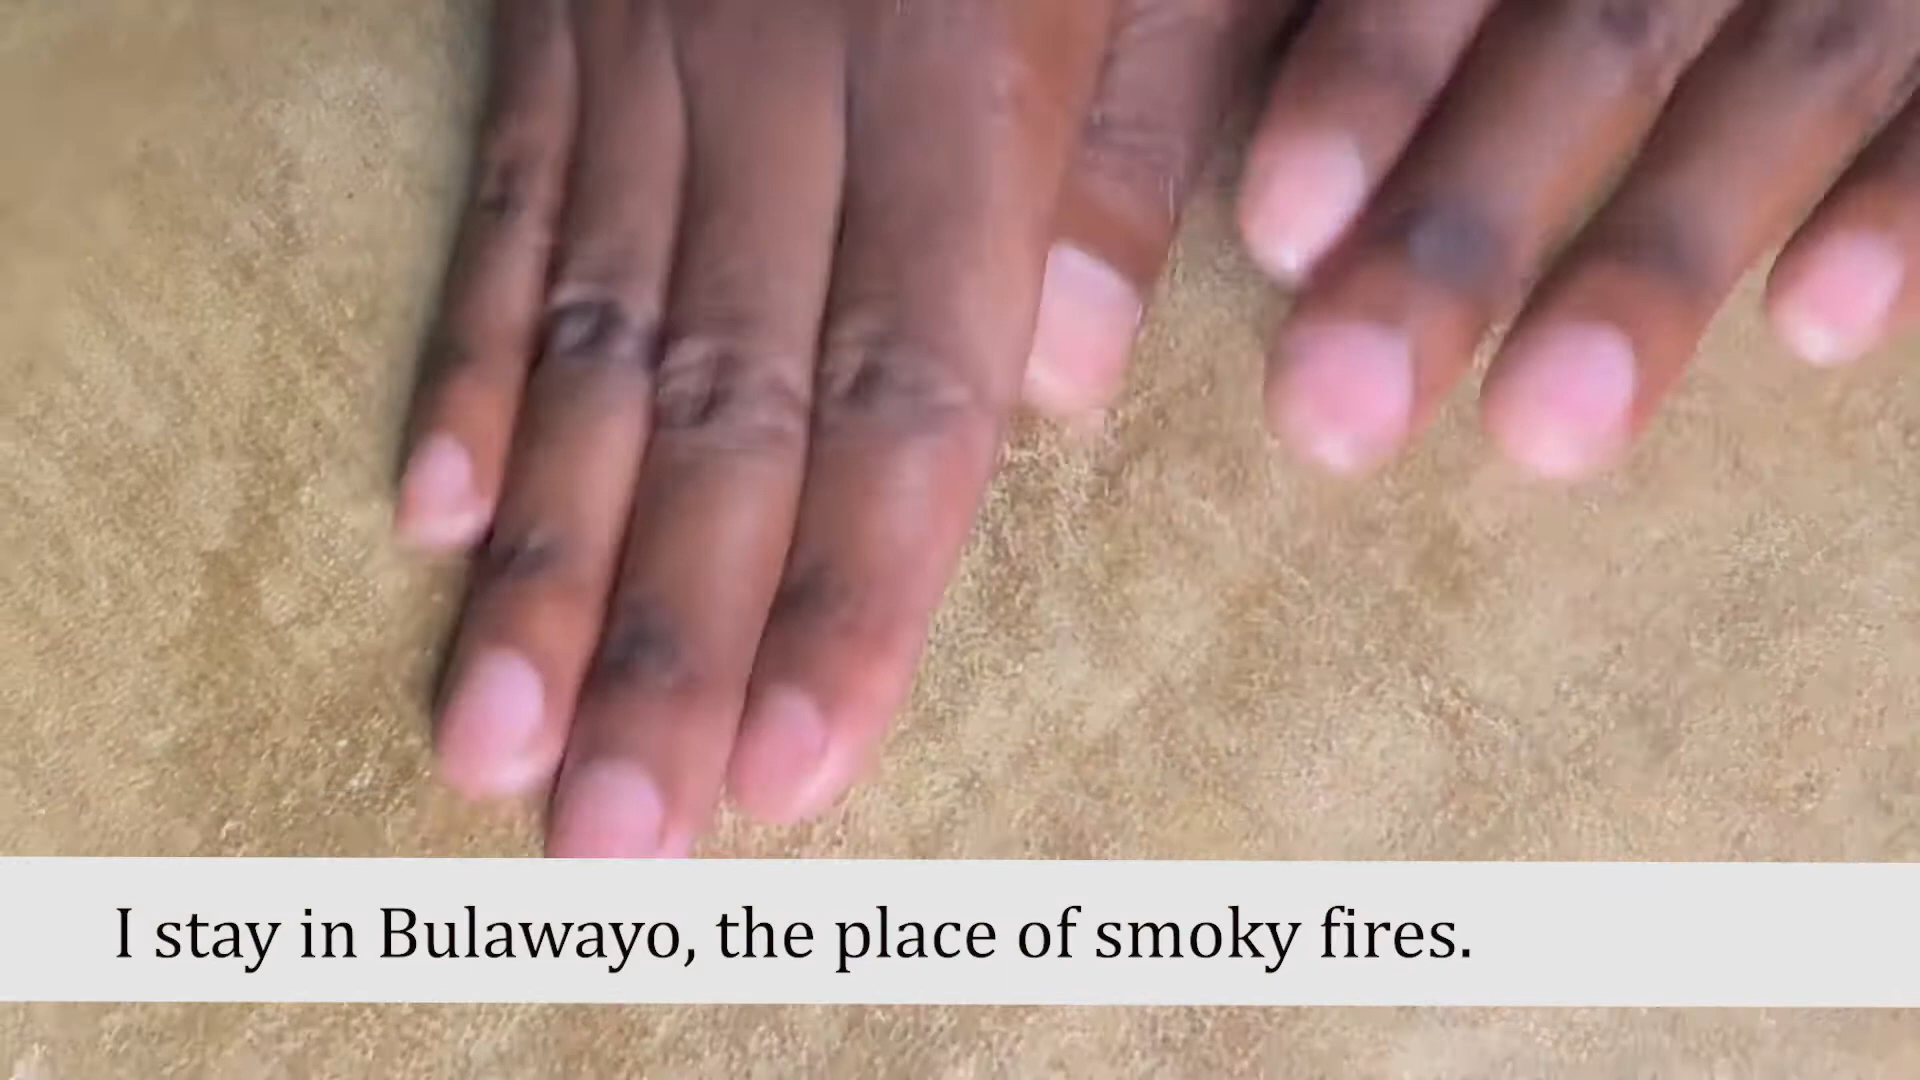 I stay in Bulawayo, the place of smoky fires.